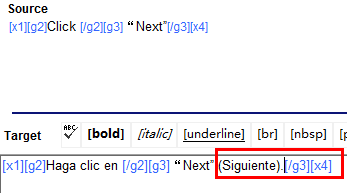 Source
[x1][g2]Click [/g2][g3] “Next”[/g3][x4]
Target ABC [bold] [italic] [underline] [br] [nbsp] [p
[x1][g2]Haga clic en [/g2][g3] “Next” (Siguiente).[/g3][x4]